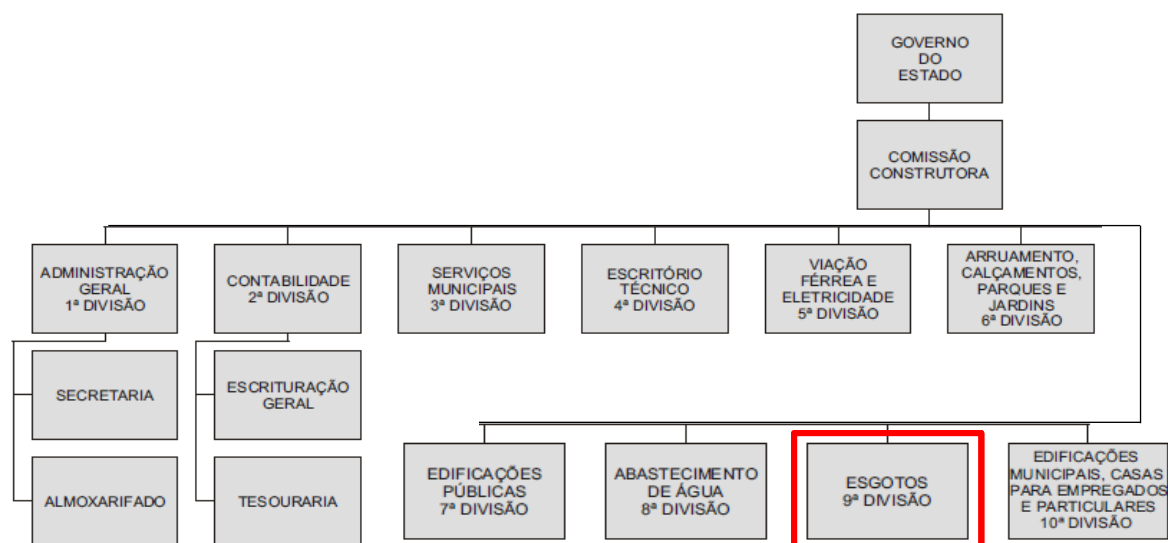 GOVERNO
DO
ESTADO
COMISSÃO
CONSTRUTORA
ADMINISTRAÇÃO
GERAL
1ª DIVISÃO
CONTABILIDADE
2ª DIVISÃO
SERVIÇOS
MUNICIPAIS
3ª DIVISÃO
ESCRITÓRIO
TÉCNICO
4ª DIVISÃO
VIAÇÃO
FÉRREA E
ELETRICIDADE
5ª DIVISÃO
ARRUAMENTO,
CALÇAMENTOS,
PARQUES E
JARDINS
6ª DIVISÃO
SECRETARIA
ESCRITURAÇÃO
GERAL
ALMOXARIFADO
TESOURARIA
EDIFICAÇÕES
PÚBLICAS
7ª DIVISÃO
ABASTECIMENTO
DE ÁGUA
8ª DIVISÃO
ESGOTOS
9ª DIVISÃO
EDIFICAÇÕES
MUNICIPAIS, CASAS
PARA EMPREGADOS
E PARTICULARES
10ª DIVISÃO